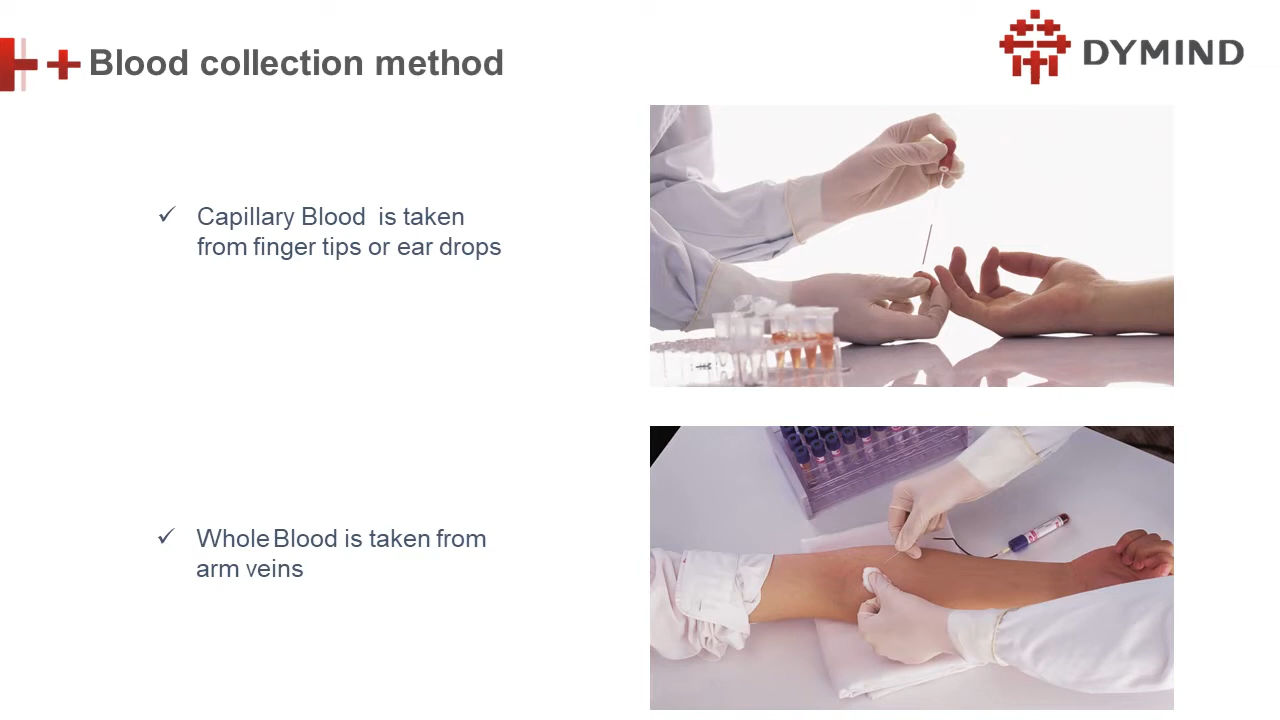 Blood collection method
DYMIND
Capillary Blood is taken
from finger tips or ear drops
Whole Blood is taken from
arm veins